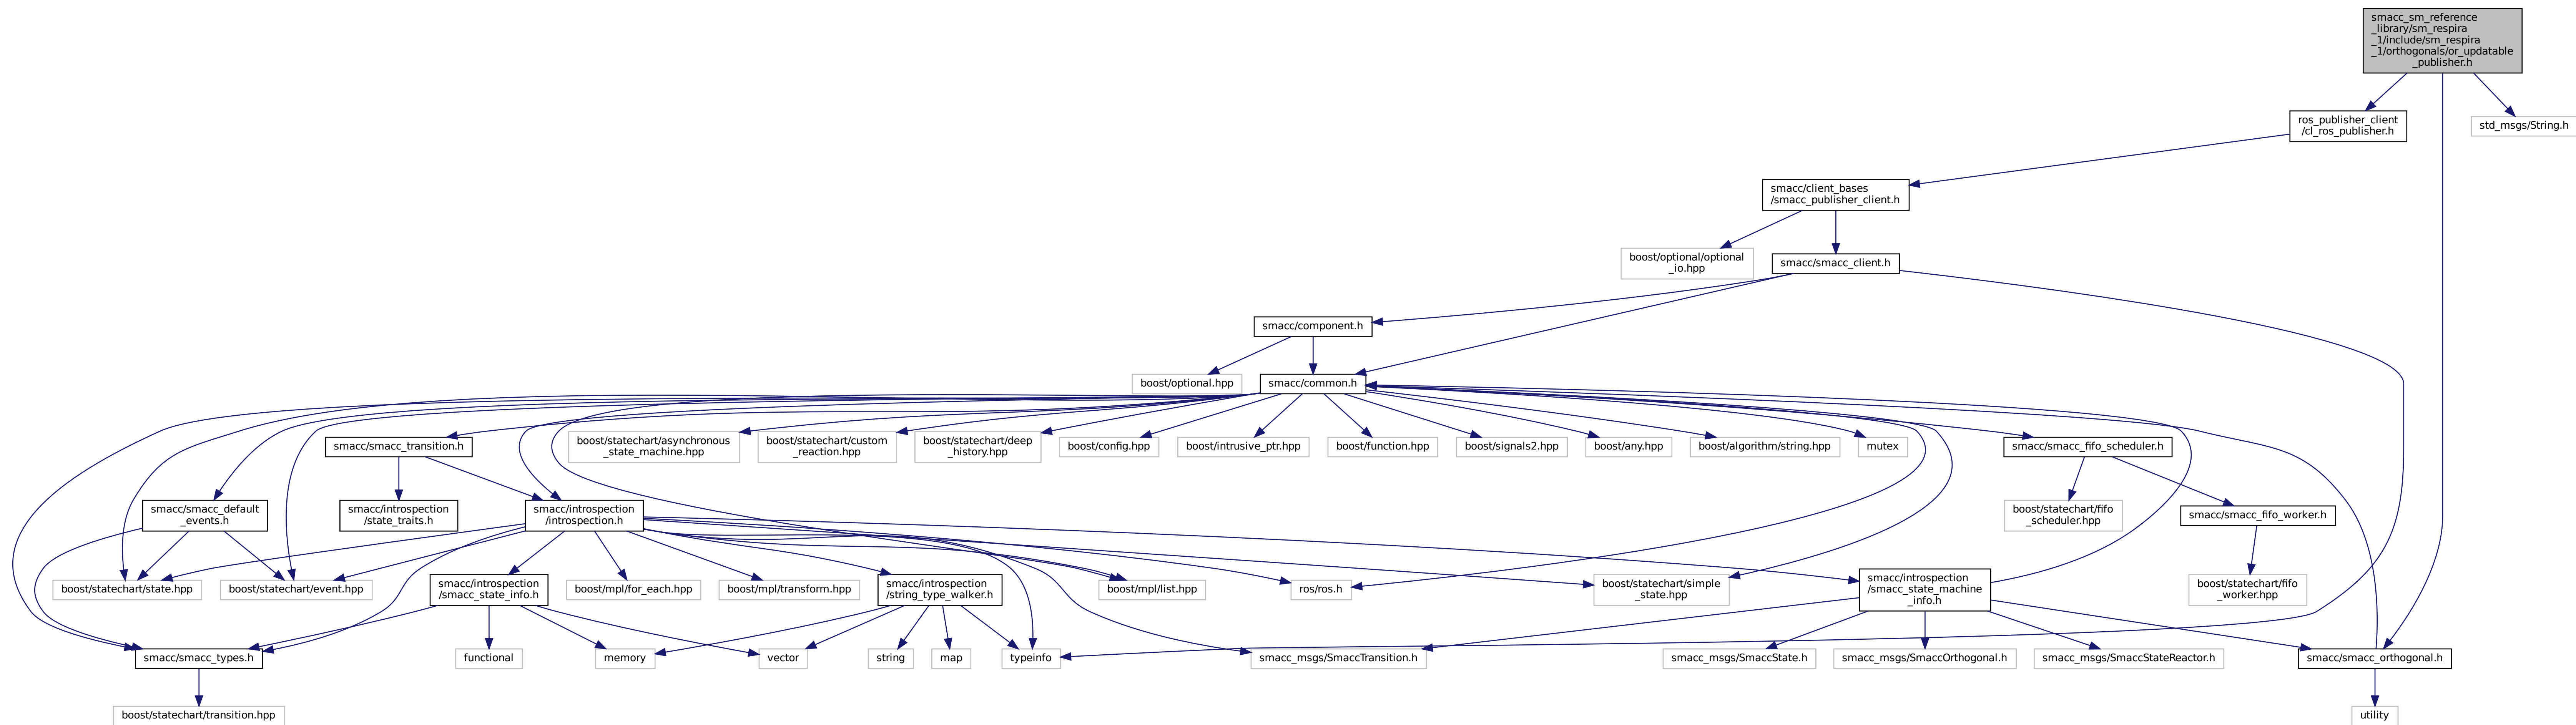 smacc_sm_reference
_library/sm_respira
_1/include/sm_respira
_1/orthogonals/or_updatable
_publisher.h
ros_publisher_client
/cl_ros_publisher.h
std_msgs/String.h
smacc/client_bases
/smacc_publisher_client.h
boost/optional/optional
_io.hpp
smacc/smacc_client.h
smacc/component.h
boost/optional.hpp
smacc/common.h
smacc/smacc_transition.h
boost/statechart/asynchronous
_state_machine.hpp
boost/statechart/custom
_reaction.hpp
boost/statechart/deep
_history.hpp
boost/config.hpp
boost/intrusive_ptr.hpp
boost/function.hpp
boost/signals2.hpp
boost/any.hpp
boost/algorithm/string.hpp
mutex
smacc/smacc_fifo_scheduler.h
smacc/smacc_default
_events.h
smacc/introspection
/state_traits.h
smacc/introspection
/introspection.h
boost/statechart/fifo
_scheduler.hpp
smacc/smacc_fifo_worker.h
boost/statechart/state.hpp
boost/statechart/event.hpp
smacc/introspection
/smacc_state_info.h
boost/mpl/for_each.hpp
boost/mpl/transform.hpp
smacc/introspection
/string_type_walker.h
boost/mpl/list.hpp
ros/ros.h
boost/statechart/simple
_state.hpp
smacc/introspection
/smacc_state_machine
_info.h
boost/statechart/fifo
_worker.hpp
smacc/smacc_types.h
functional
memory
vector
string
map
typeinfo
smacc_msgs/SmaccTransition.h
smacc_msgs/SmaccState.h
smacc_msgs/SmaccOrthogonal.h
smacc_msgs/SmaccStateReactor.h
smacc/smacc_orthogonal.h
boost/statechart/transition.hpp
utility